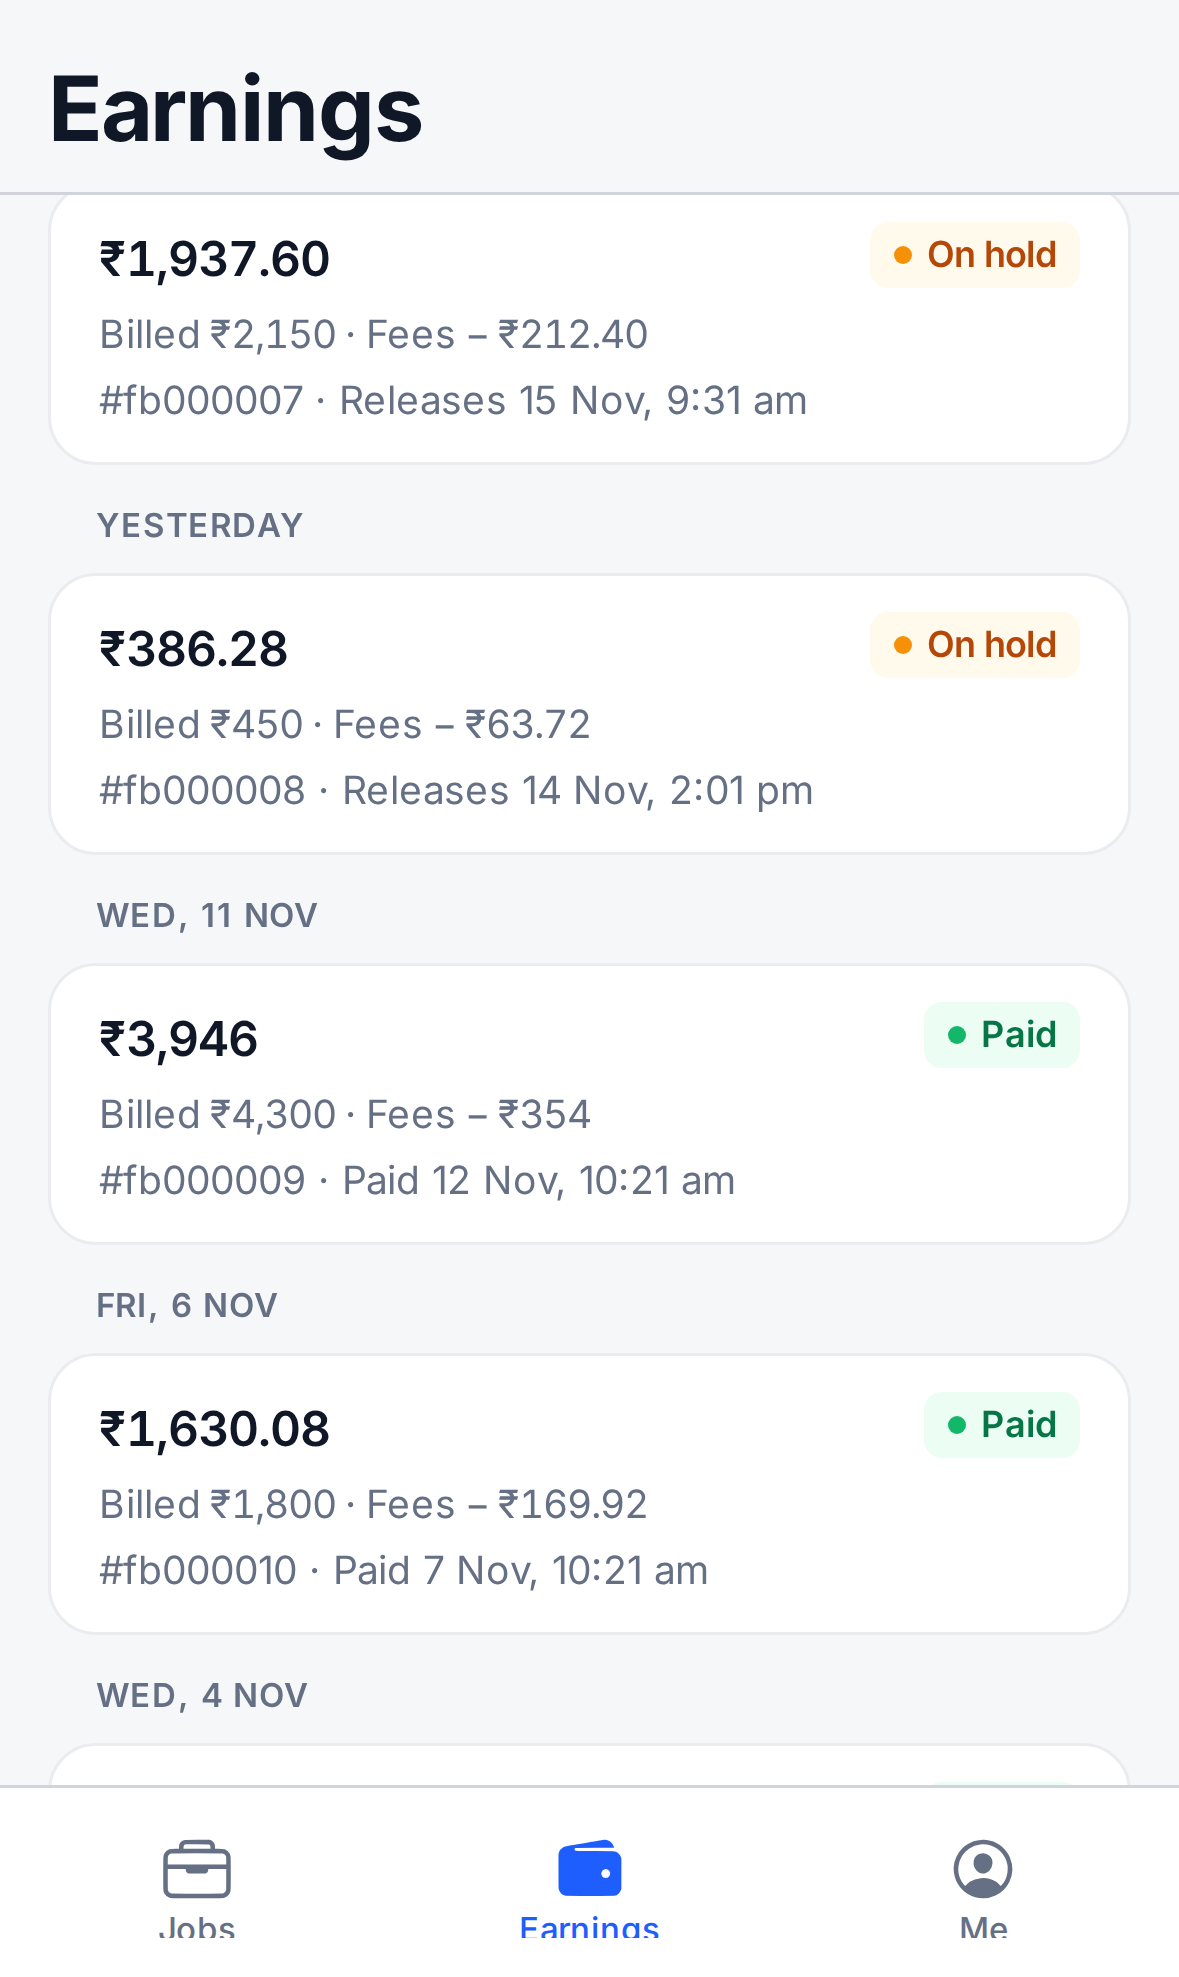 Earnings
₹1,937.60
On hold
Billed ₹2,150 · Fees – ₹212.40
#fb000007 · Releases 15 Nov, 9:31 am
YESTERDAY
₹386.28
On hold
Billed ₹450 · Fees – ₹63.72
#fb000008 · Releases 14 Nov, 2:01 pm
WED, 11 NOV
₹3,946
Paid
Billed ₹4,300 · Fees – ₹354
#fb000009 · Paid 12 Nov, 10:21 am
FRI, 6 NOV
₹1,630.08
Paid
Billed ₹1,800 · Fees – ₹169.92
#fb000010 · Paid 7 Nov, 10:21 am
WED, 4 NOV
Jobs
Earnings
Me